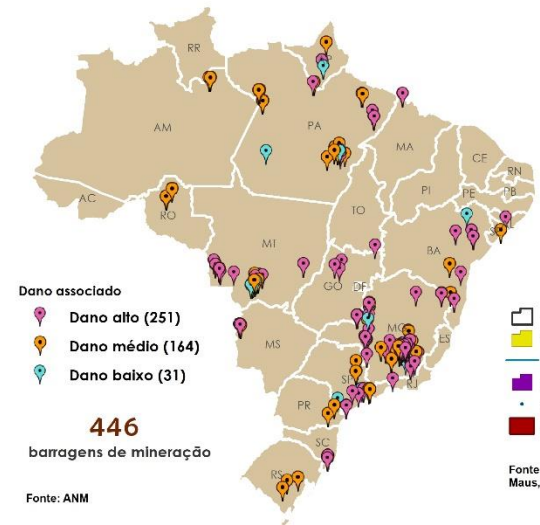 RR
AM
PA
MA
CE
RN
PB
PE
PI
AC
RO
TO
MT
BA
GO
DF
MG
ES
MS
SP
RJ
PR
SC
RS
Dano associado
Dano alto (251)
Dano médio (164)
Dano baixo (31)
446
barragens de mineração
Fonte: ANM
Fonte
Maus,